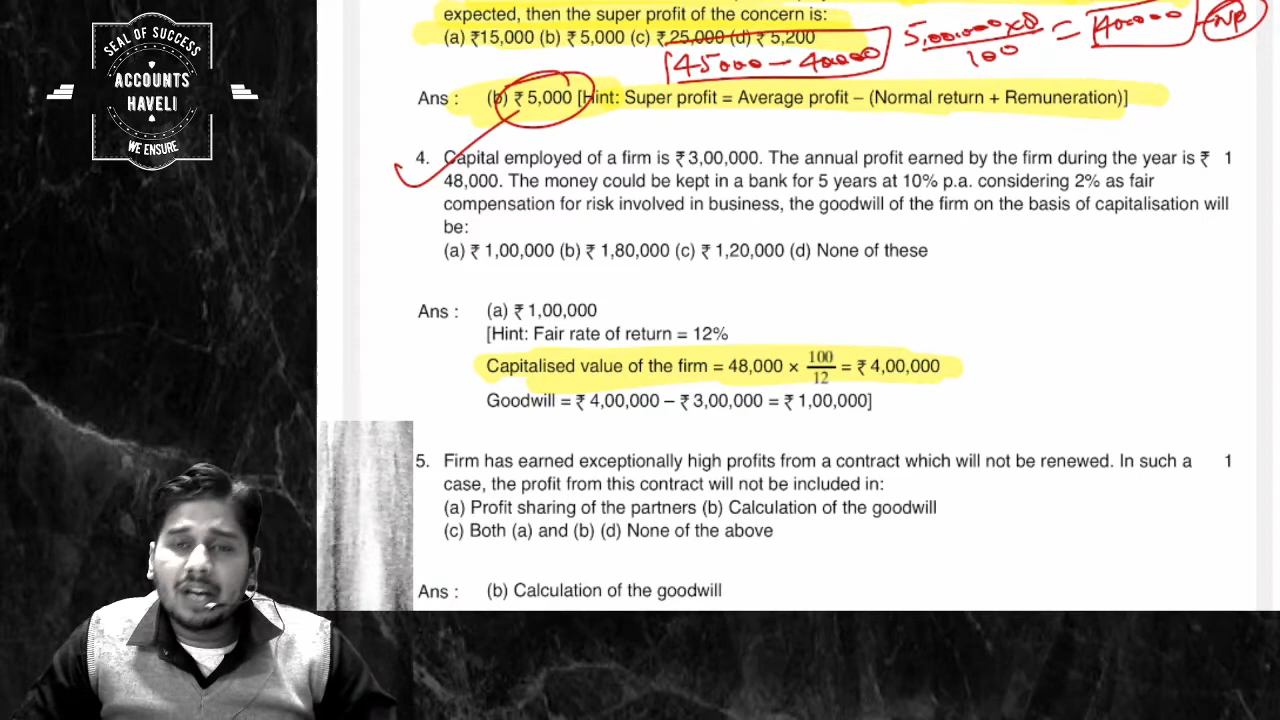 SEAL OF SUCCESS
ACCOUNTS
HAVELI
WE ENSURE
expected, then the super profit of the concern is:
(a) ₹15,000 (b) ₹ 5,000 (c) ₹ 25,000 (d) ₹ 5,200
45000 - 40000
5,00,000×8 = 40000 - NP
100
Ans : (b) ₹ 5,000 [Hint: Super profit = Average profit − (Normal return + Remuneration)]
4. Capital employed of a firm is ₹ 3,00,000. The annual profit earned by the firm during the year is ₹ 1
48,000. The money could be kept in a bank for 5 years at 10% p.a. considering 2% as fair
compensation for risk involved in business, the goodwill of the firm on the basis of capitalisation will
be:
(a) ₹ 1,00,000 (b) ₹ 1,80,000 (c) ₹ 1,20,000 (d) None of these
Ans : (a) ₹ 1,00,000
[Hint: Fair rate of return = 12%
Capitalised value of the firm = 48,000 × 100/12 = ₹ 4,00,000
Goodwill = ₹ 4,00,000 − ₹ 3,00,000 = ₹ 1,00,000]
5. Firm has earned exceptionally high profits from a contract which will not be renewed. In such a 1
case, the profit from this contract will not be included in:
(a) Profit sharing of the partners (b) Calculation of the goodwill
(c) Both (a) and (b) (d) None of the above
Ans : (b) Calculation of the goodwill